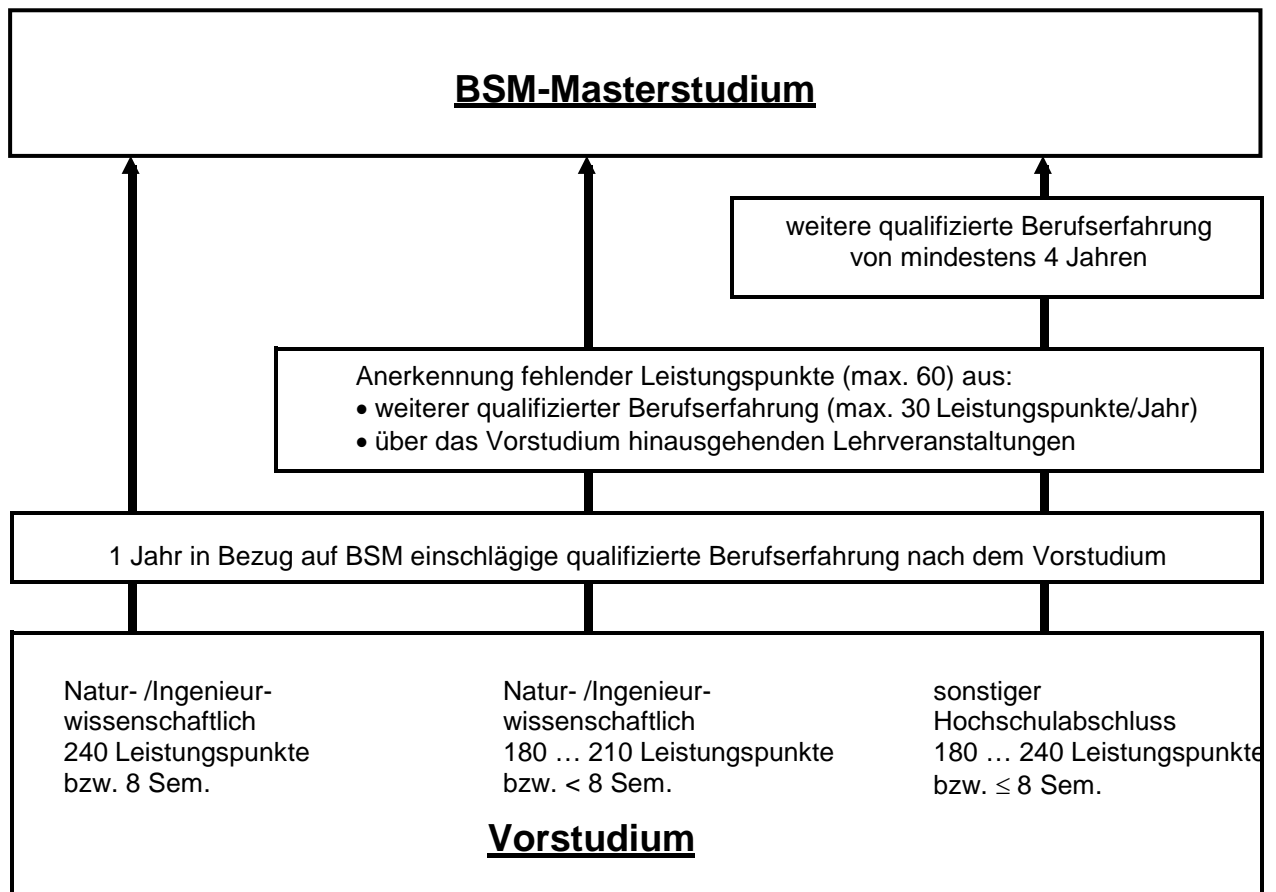 BSM-Masterstudium
weitere qualifizierte Berufserfahrung
von mindestens 4 Jahren
Anerkennung fehlender Leistungspunkte (max. 60) aus:
• weiterer qualifizierter Berufserfahrung (max. 30 Leistungspunkte/Jahr)
• über das Vorstudium hinausgehenden Lehrveranstaltungen
1 Jahr in Bezug auf BSM einschlägige qualifizierte Berufserfahrung nach dem Vorstudium
Natur- /Ingenieur-
wissenschaftlich
240 Leistungspunkte
bzw. 8 Sem.
Natur- /Ingenieur-
wissenschaftlich
180 … 210 Leistungspunkte
bzw. < 8 Sem.
sonstiger
Hochschulabschluss
180 … 240 Leistungspunkte
bzw. ≤ 8 Sem.
Vorstudium